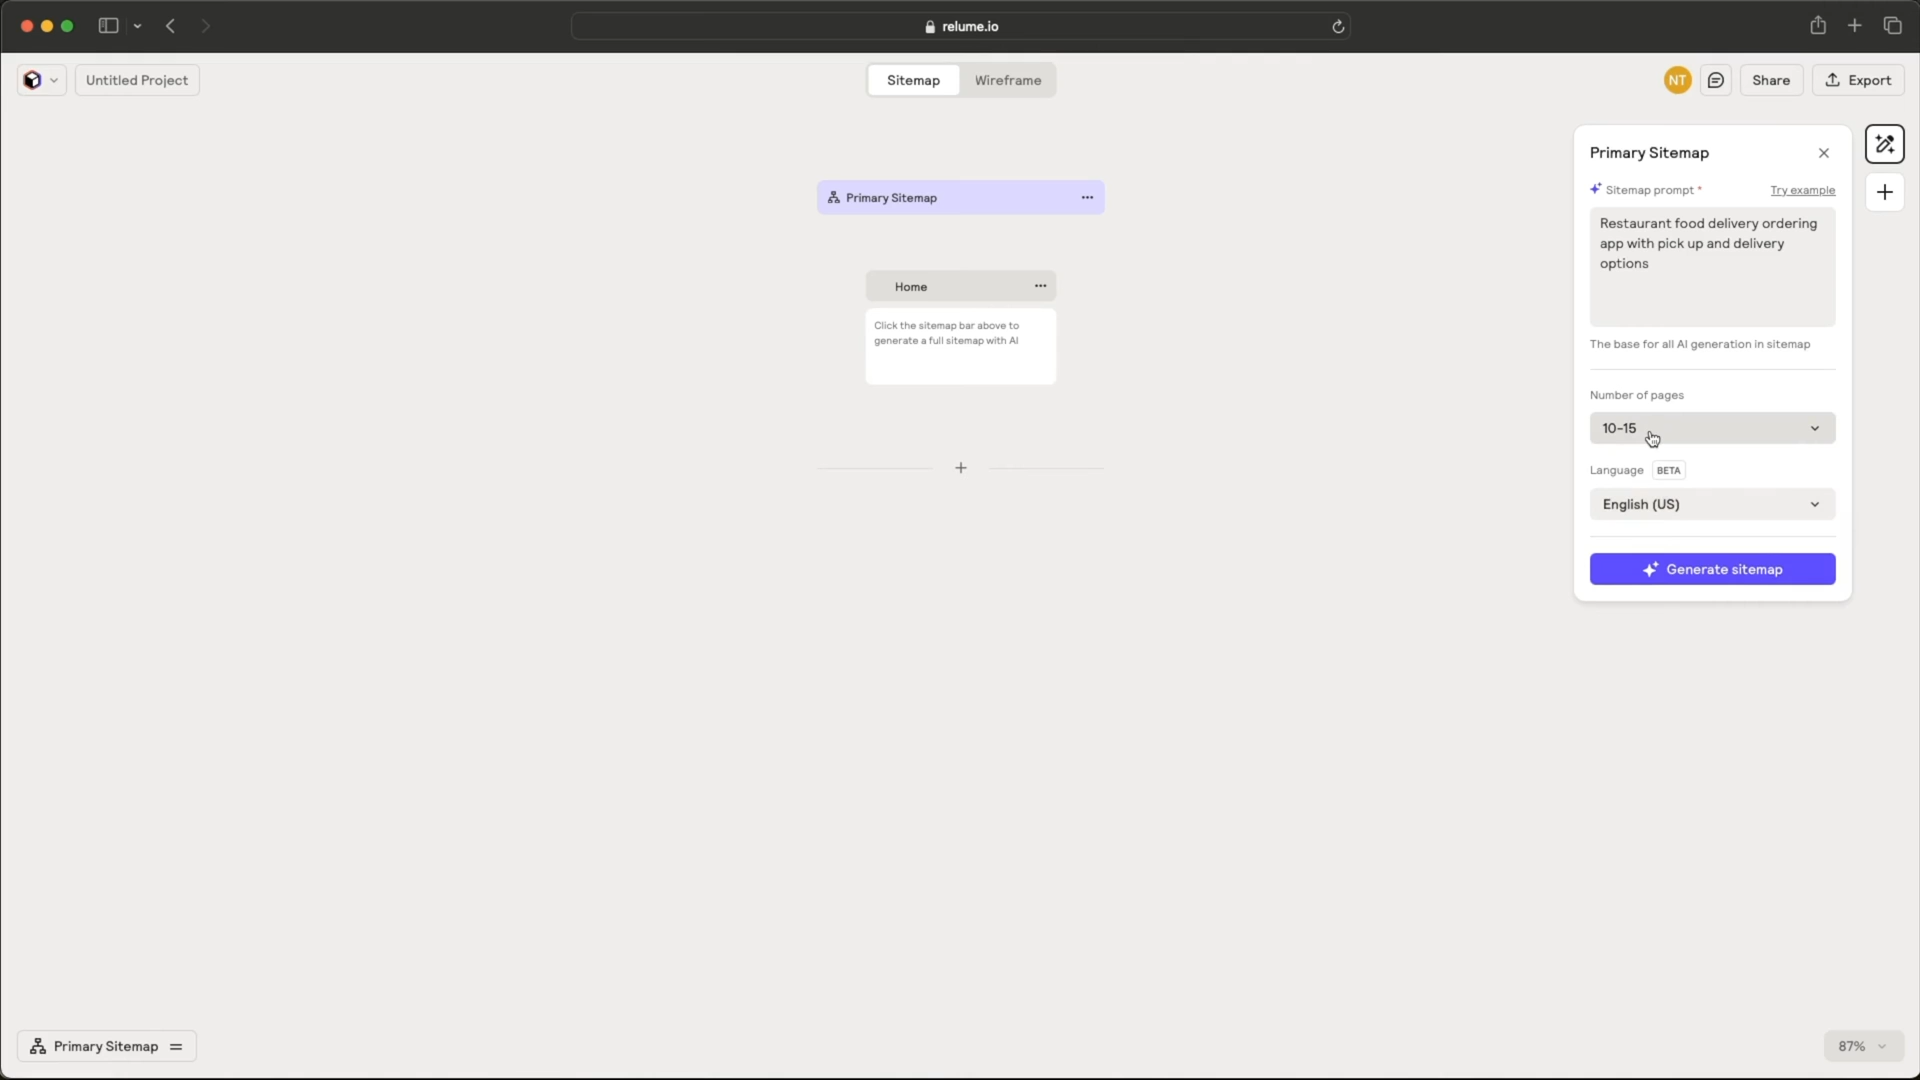 relume.io
Untitled Project
Sitemap
Wireframe
NT
Share
Export
Primary Sitemap
Home
Click the sitemap bar above to
generate a full sitemap with AI
Primary Sitemap
Sitemap prompt *
Try example
Restaurant food delivery ordering
app with pick up and delivery
options
The base for all AI generation in sitemap
Number of pages
10-15
Language BETA
English (US)
Generate sitemap
Primary Sitemap
87%